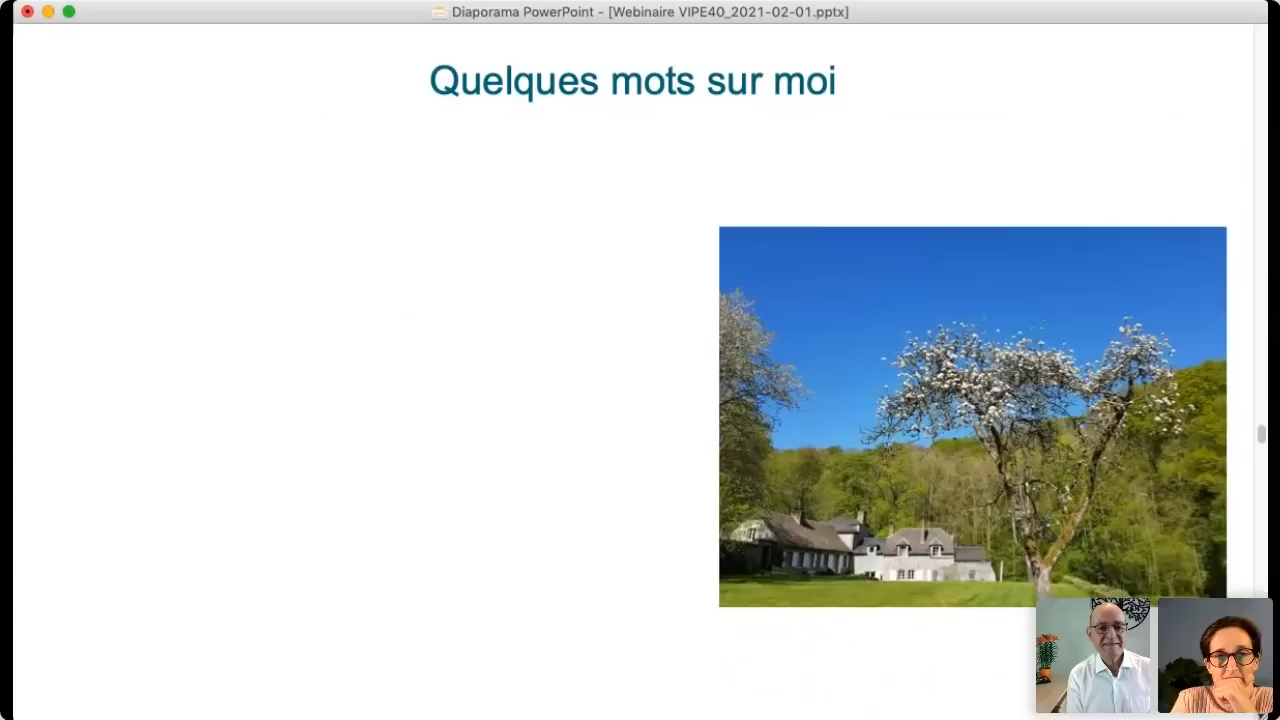 Diaporama PowerPoint - [Webinaire VIPE40_2021-02-01.pptx]
Quelques mots sur moi